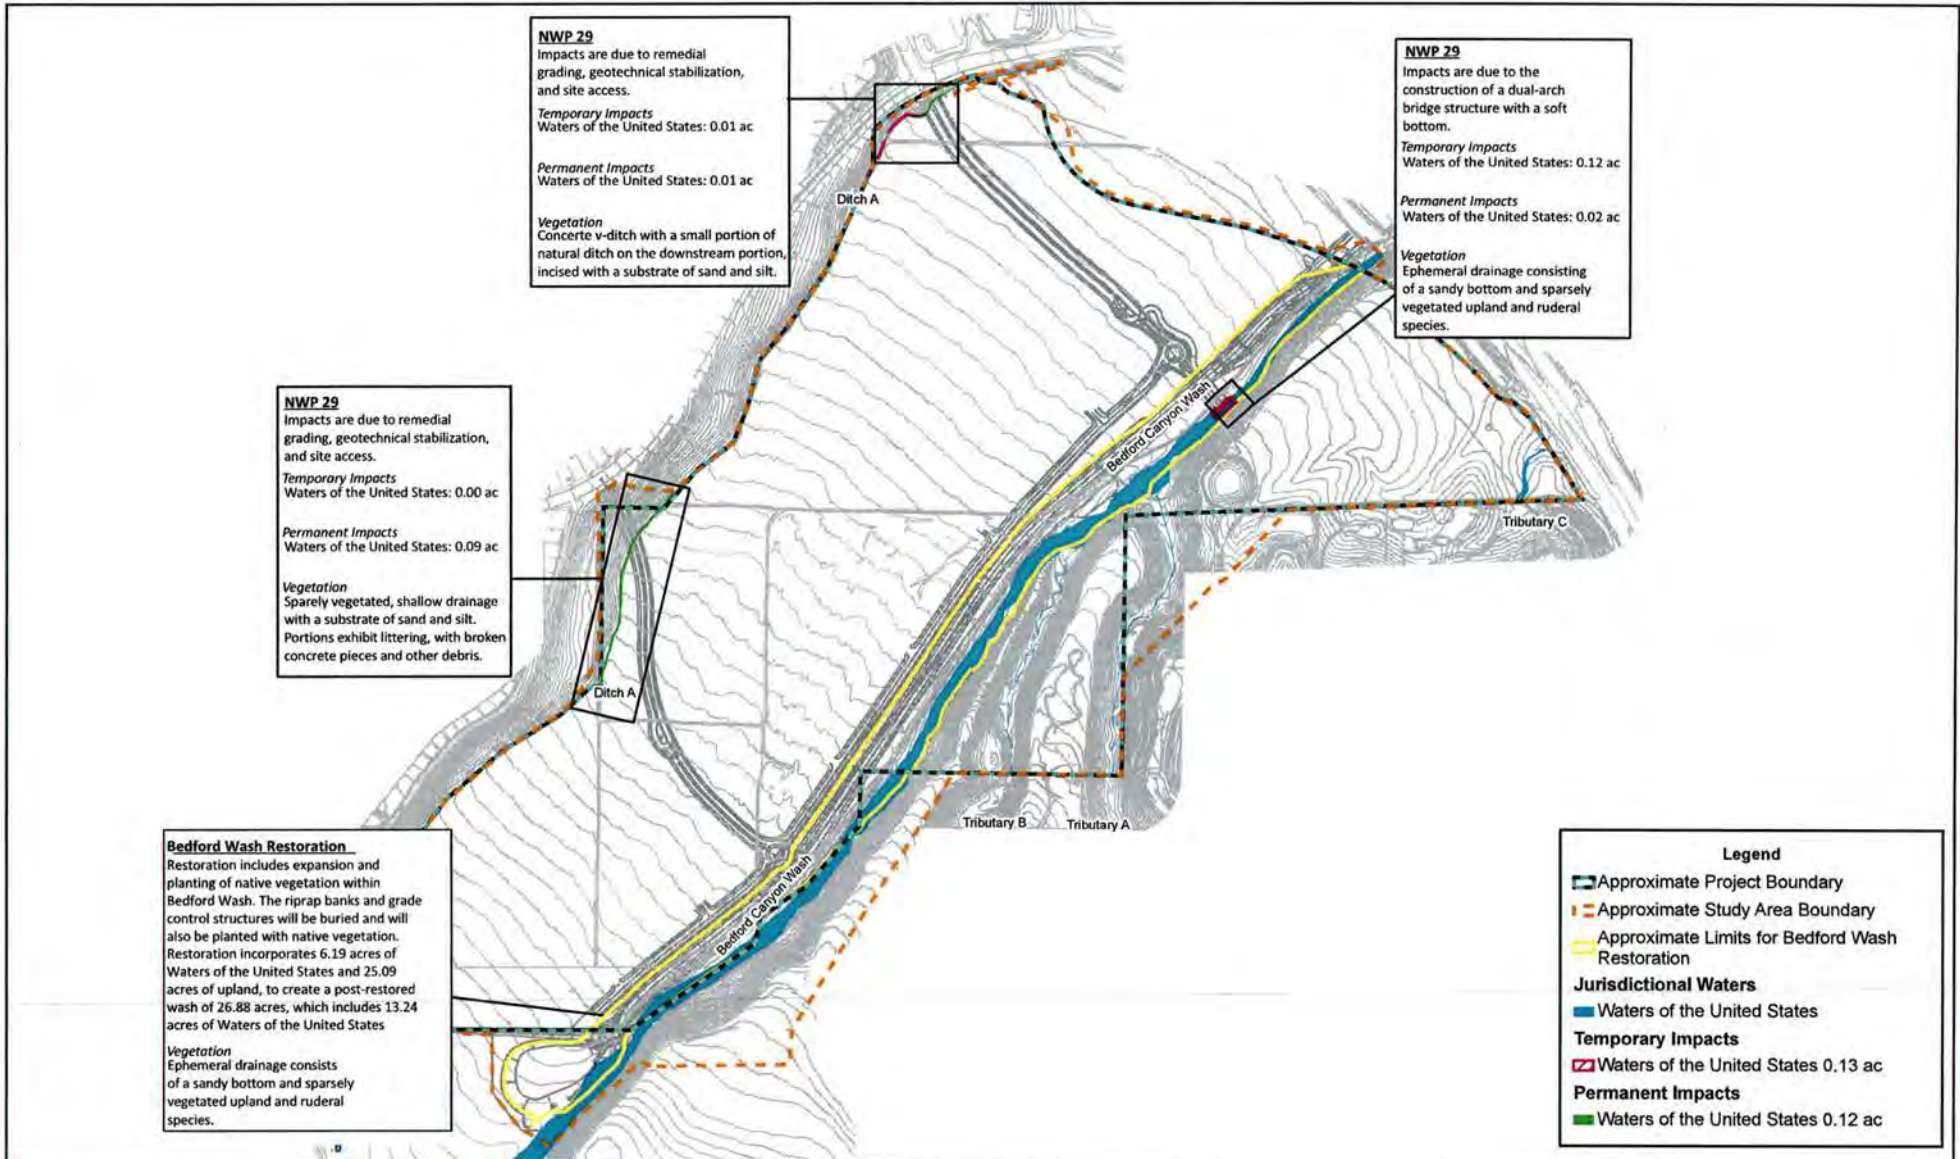 NWP 29
Impacts are due to remedial
grading, geotechnical stabilization,
and site access.
Temporary Impacts
Waters of the United States: 0.01 ac
Permanent Impacts
Waters of the United States: 0.01 ac
Vegetation
Concerte v-ditch with a small portion of
natural ditch on the downstream portion,
incised with a substrate of sand and silt.
NWP 29
Impacts are due to the
construction of a dual-arch
bridge structure with a soft
bottom.
Temporary Impacts
Waters of the United States: 0.12 ac
Permanent Impacts
Waters of the United States: 0.02 ac
Vegetation
Ephemeral drainage consisting
of a sandy bottom and sparsely
vegetated upland and ruderal
species.
Ditch A
NWP 29
Impacts are due to remedial
grading, geotechnical stabilization,
and site access.
Temporary Impacts
Waters of the United States: 0.00 ac
Permanent Impacts
Waters of the United States: 0.09 ac
Vegetation
Sparely vegetated, shallow drainage
with a substrate of sand and silt.
Portions exhibit littering, with broken
concrete pieces and other debris.
Bedford Canyon Wash
Tributary C
Ditch A
Tributary B
Tributary A
Bedford Canyon Wash
Bedford Wash Restoration
Restoration includes expansion and
planting of native vegetation within
Bedford Wash. The riprap banks and grade
control structures will be buried and will
also be planted with native vegetation.
Restoration incorporates 6.19 acres of
Waters of the United States and 25.09
acres of upland, to create a post-restored
wash of 26.88 acres, which includes 13.24
acres of Waters of the United States
Vegetation
Ephemeral drainage consists
of a sandy bottom and sparsely
vegetated upland and ruderal
species.
Legend
Approximate Project Boundary
Approximate Study Area Boundary
Approximate Limits for Bedford Wash
Restoration
Jurisdictional Waters
Waters of the United States
Temporary Impacts
Waters of the United States 0.13 ac
Permanent Impacts
Waters of the United States 0.12 ac